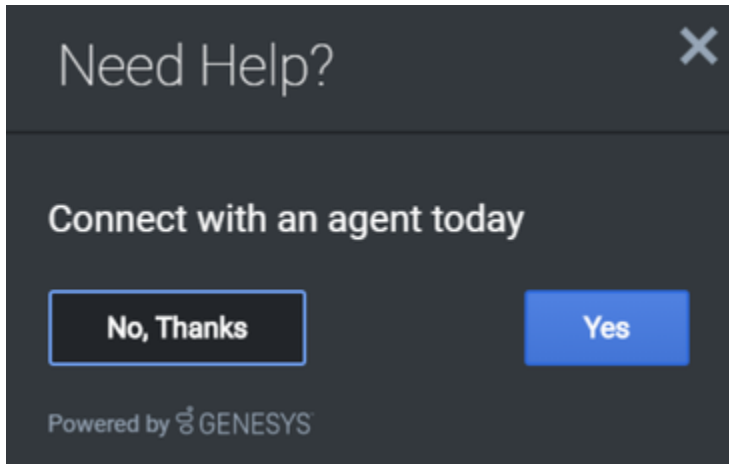 Need Help?
Connect with an agent today
No, Thanks
Yes
Powered by GENESYS